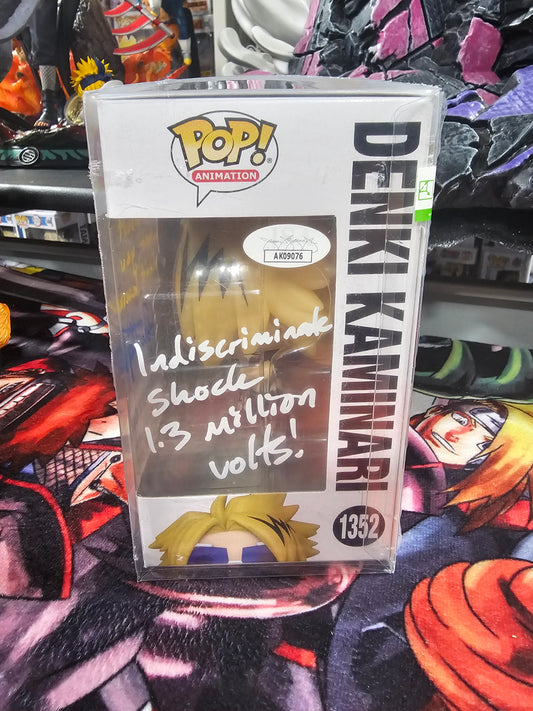 POP!
ANIMATION
DENKI KAMINARI
1352
AK09076
Indiscriminate
Shock
1.3 million
volts!